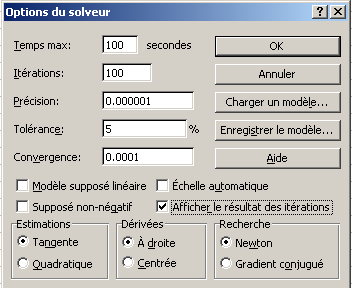 Options du solveur
Temps max: 100 secondes OK
Itérations: 100 Annuler
Précision: 0.000001 Charger un modèle...
Tolérance: 5 % Enregistrer le modèle...
Convergence: 0.0001 Aide
Modèle supposé linéaire Échelle automatique
Supposé non-négatif Afficher le résultat des itérations
Estimations Dérivées Recherche
Tangente À droite Newton
Quadratique Centrée Gradient conjugué